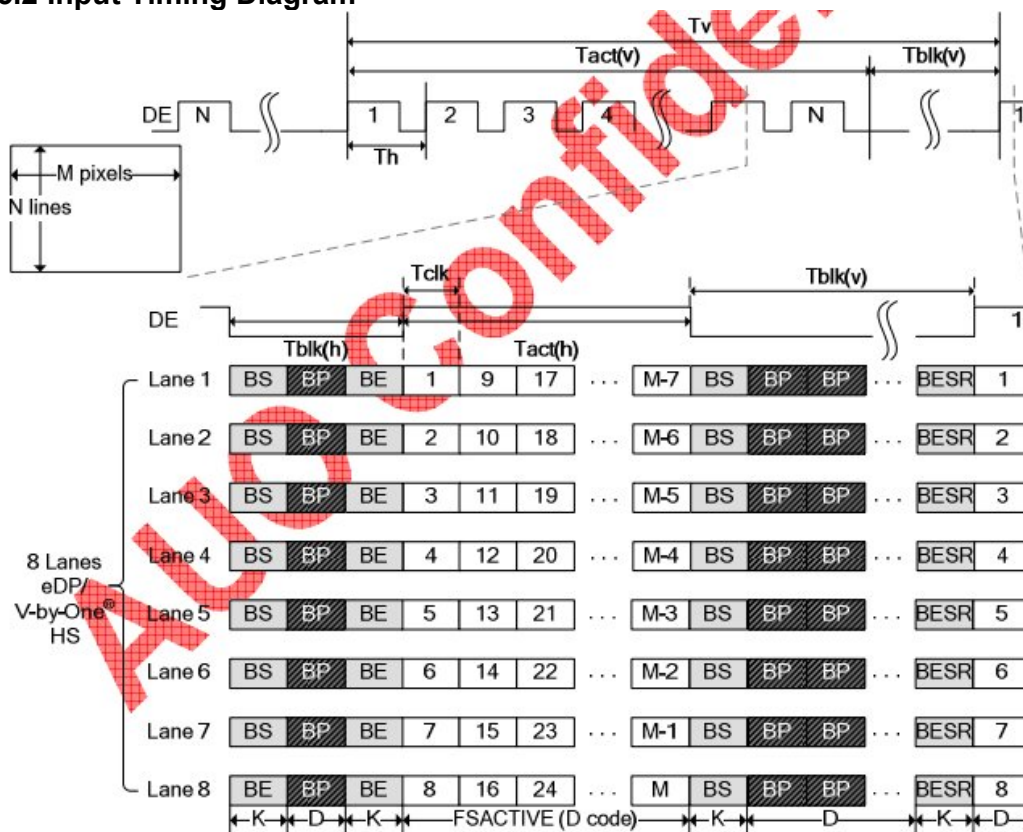 Input Timing Diagram
Tv
Tact(v) Tblk(v)
DE N 1 2 3 4 N 1
Th
M pixels
N lines
Tclk Tblk(v)
DE 1
Tblk(h) Tact(h)
Lane 1 BS BP BE 1 9 17 ... M-7 BS BP BP ... BESR 1
Lane 2 BS BP BE 2 10 18 ... M-6 BS BP BP ... BESR 2
Lane 3 BS BP BE 3 11 19 ... M-5 BS BP BP ... BESR 3
Lane 4 BS BP BE 4 12 20 ... M-4 BS BP BP ... BESR 4
Lane 5 BS BP BE 5 13 21 ... M-3 BS BP BP ... BESR 5
Lane 6 BS BP BE 6 14 22 ... M-2 BS BP BP ... BESR 6
Lane 7 BS BP BE 7 15 23 ... M-1 BS BP BP ... BESR 7
Lane 8 BE BP BE 8 16 24 ... M BS BP BP ... BESR 8
8 Lanes
eDP/
V-by-One®
HS
K D K FSACTIVE (D code) K D K D